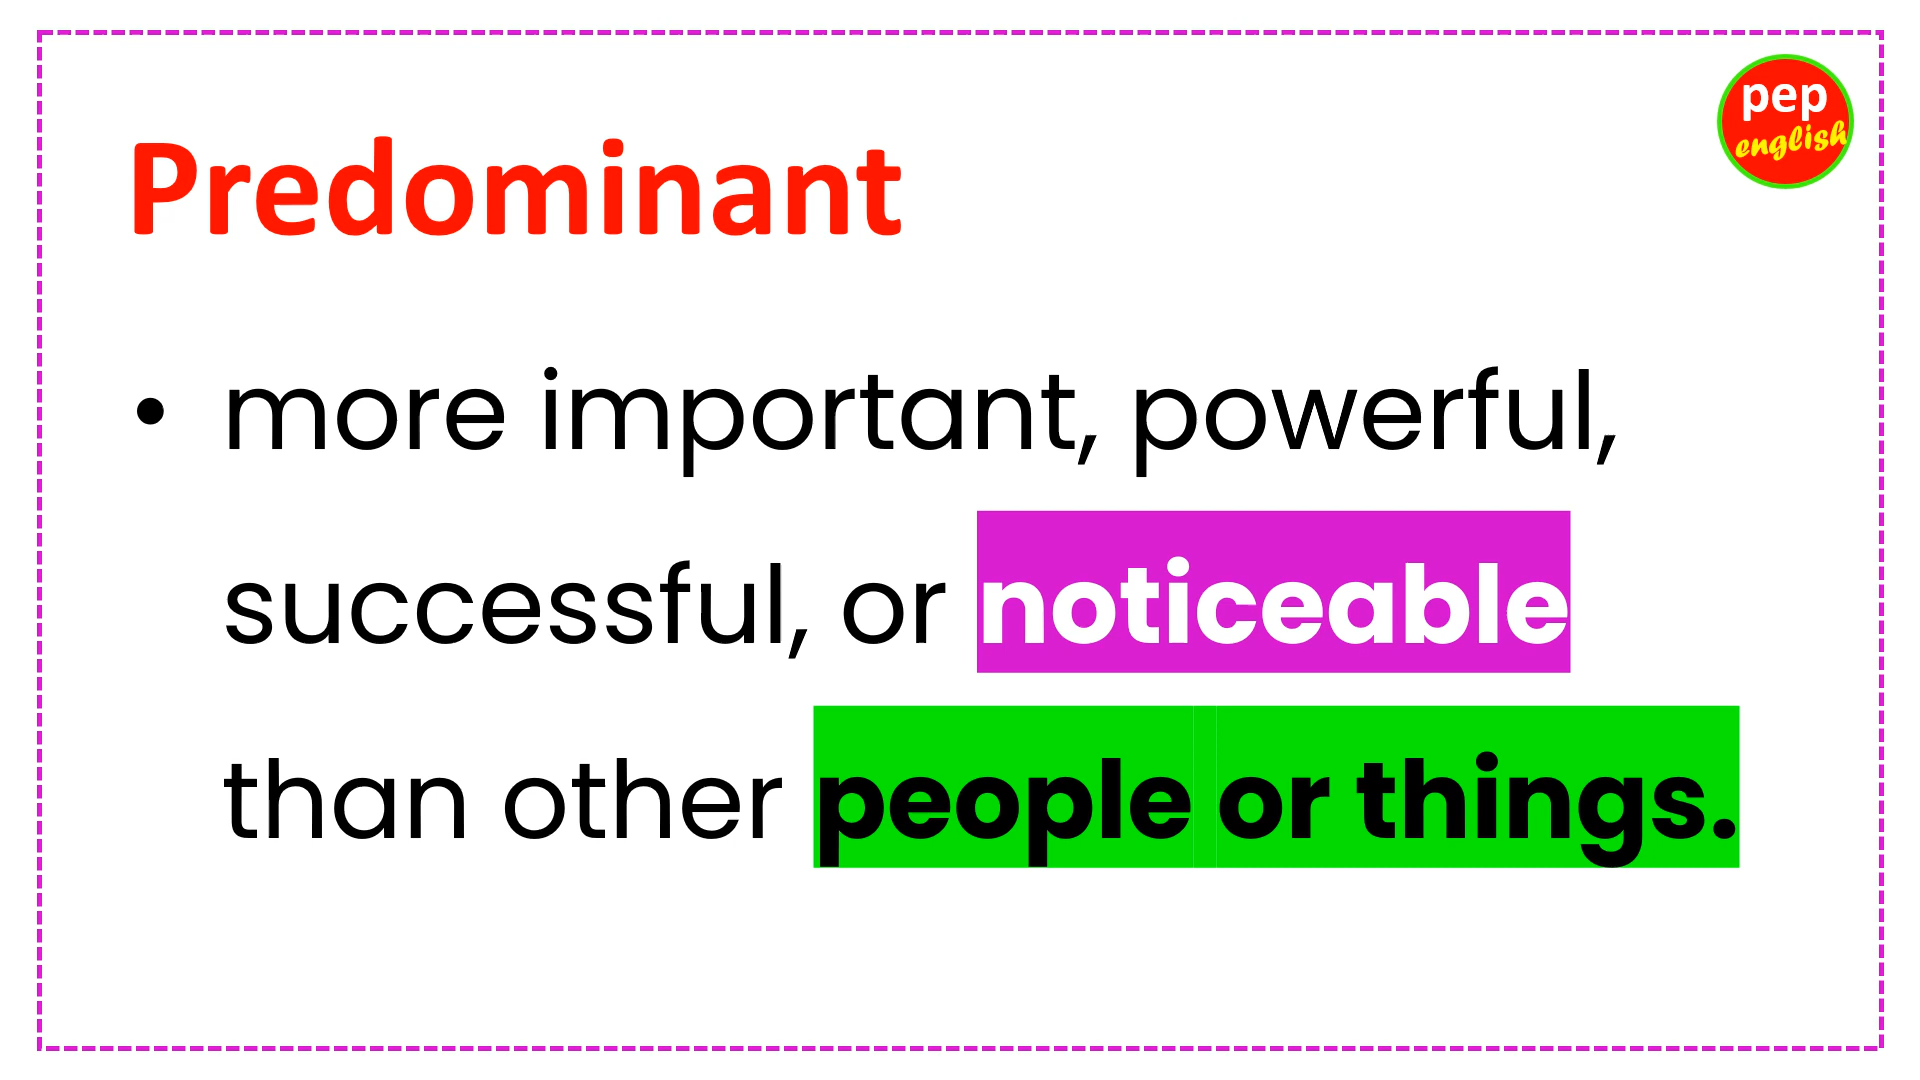 pep
english
Predominant
• more important, powerful,
successful, or noticeable
than other people or things.